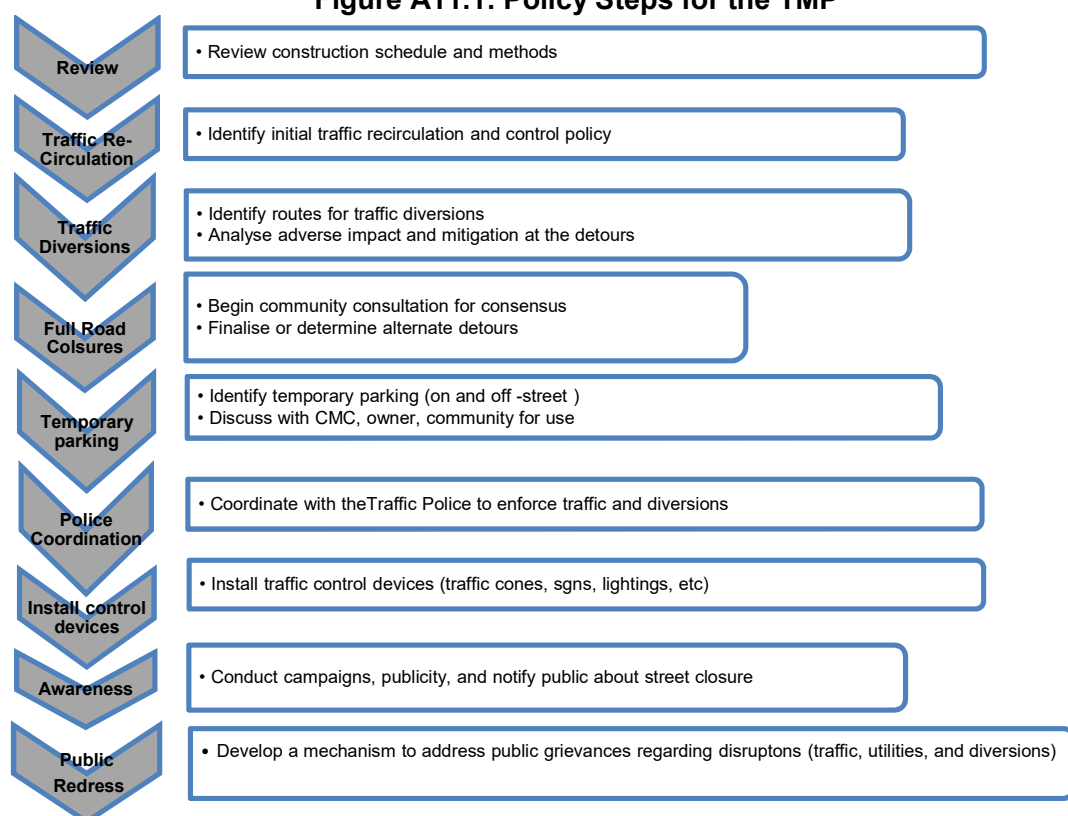 Figure A11.1: Policy Steps for the TMP
Review
• Review construction schedule and methods
Traffic Re-
Circulation
• Identify initial traffic recirculation and control policy
Traffic
Diversions
• Identify routes for traffic diversions
• Analyse adverse impact and mitigation at the detours
Full Road
Colsures
• Begin community consultation for consensus
• Finalise or determine alternate detours
Temporary
parking
• Identify temporary parking (on and off -street )
• Discuss with CMC, owner, community for use
Police
Coordination
• Coordinate with theTraffic Police to enforce traffic and diversions
Install control
devices
• Install traffic control devices (traffic cones, sgns, lightings, etc)
Awareness
• Conduct campaigns, publicity, and notify public about street closure
Public
Redress
• Develop a mechanism to address public grievances regarding disruptons (traffic, utilities, and diversions)